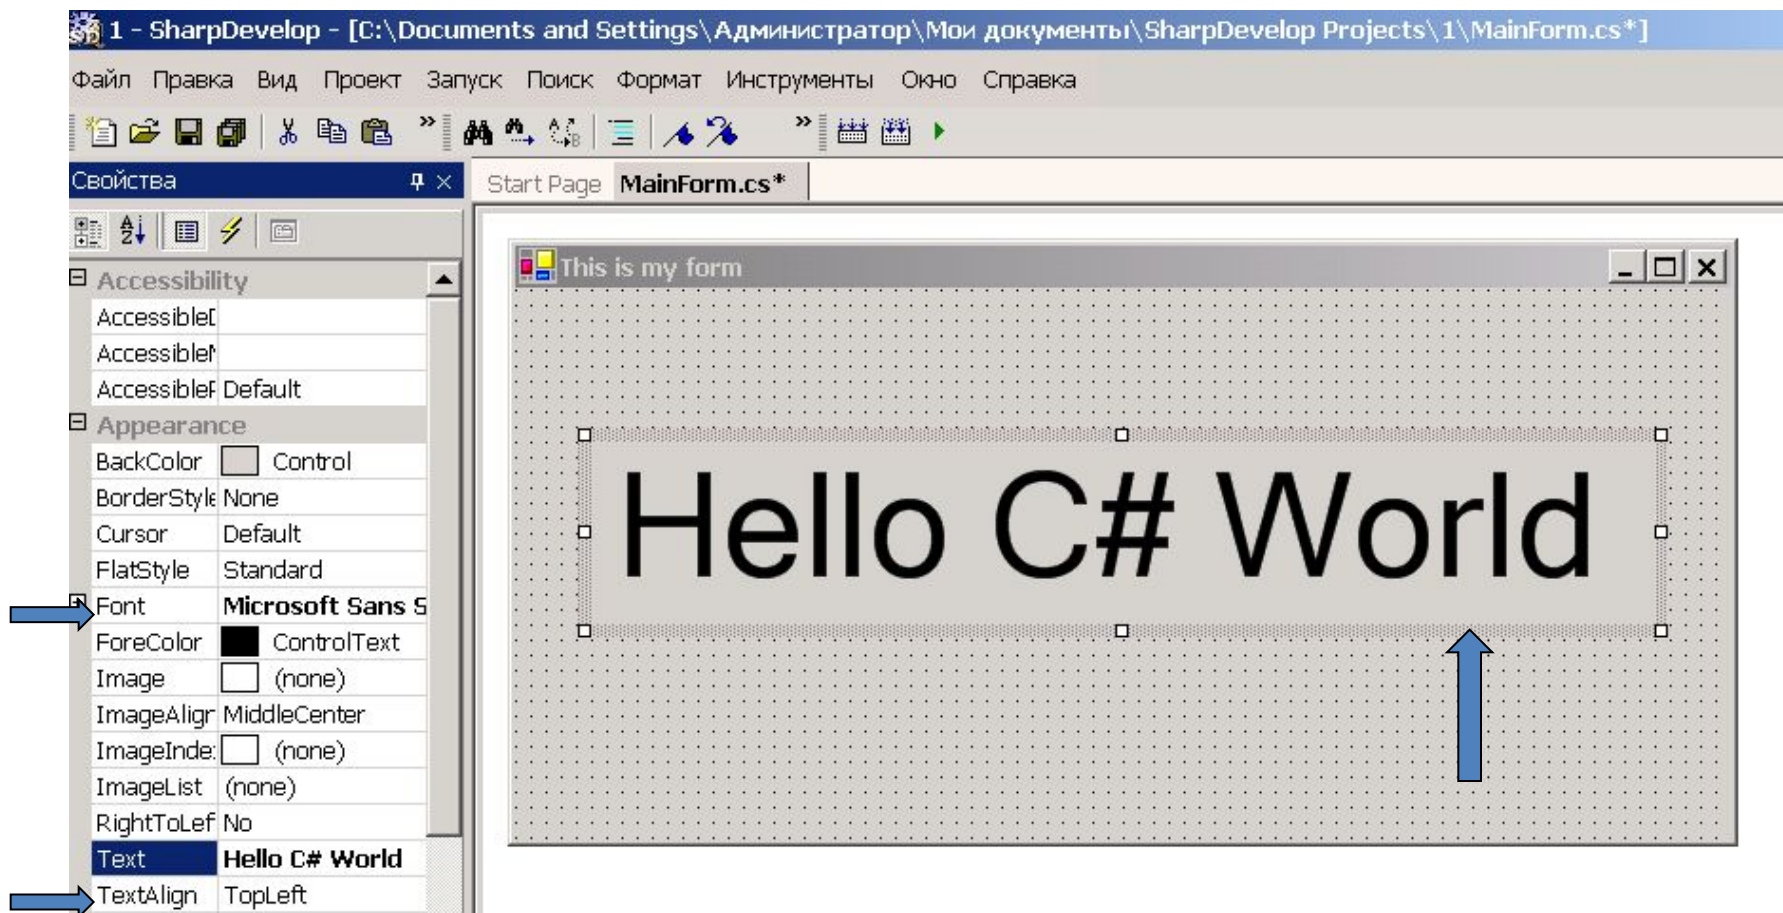 1 - SharpDevelop - [C:\Documents and Settings\Администратор\Мои документы\SharpDevelop Projects\1\MainForm.cs*]
Файл Правка Вид Проект Запуск Поиск Формат Инструменты Окно Справка
Свойства
Start Page MainForm.cs*
Accessibility
AccessibleD
AccessibleN
AccessibleR Default
Appearance
BackColor Control
BorderStyle None
Cursor Default
FlatStyle Standard
Font Microsoft Sans S
ForeColor ControlText
Image (none)
ImageAlign MiddleCenter
ImageInde: (none)
ImageList (none)
RightToLef No
Text Hello C# World
TextAlign TopLeft
This is my form
Hello C# World